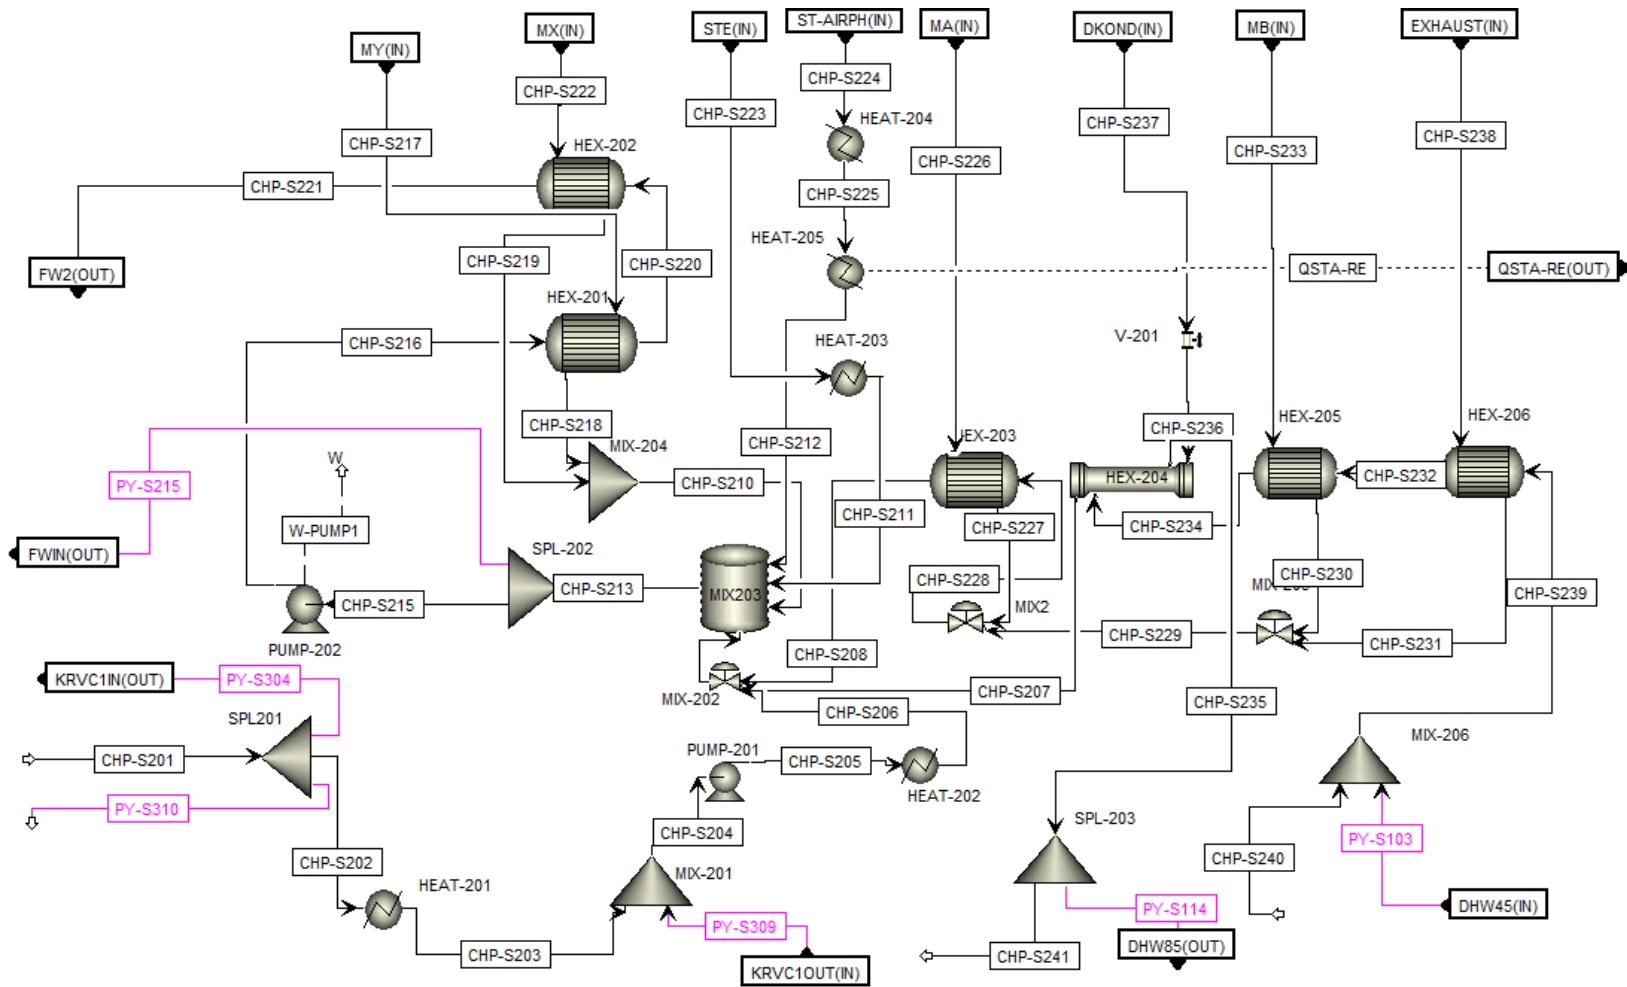 ST-AIRPH(IN)
MX(IN)
STE(IN)
MA(IN)
DKOND(IN)
MB(IN)
EXHAUST(IN)
MY(IN)
CHP-S224
CHP-S222
CHP-S223
HEAT-204
CHP-S237
CHP-S238
CHP-S217
HEX-202
CHP-S226
CHP-S233
CHP-S221
CHP-S225
HEAT-205
CHP-S219
CHP-S220
FW2(OUT)
QSTA-RE
QSTA-RE(OUT)
HEX-201
V-201
CHP-S216
HEAT-203
HEX-205
HEX-206
CHP-S218
CHP-S236
MIX-204
CHP-S212
HEX-203
W
PY-S215
CHP-S210
HEX-204
CHP-S232
CHP-S211
CHP-S227
CHP-S234
W-PUMP1
FWIN(OUT)
SPL-202
CHP-S228
CHP-S230
CHP-S213
MIX203
CHP-S239
CHP-S215
MIX2
CHP-S229
CHP-S231
PUMP-202
CHP-S208
KRVC1IN(OUT)
PY-S304
CHP-S207
MIX-202
CHP-S206
CHP-S235
SPL201
MIX-206
PUMP-201
CHP-S201
CHP-S205
HEAT-202
PY-S310
CHP-S204
SPL-203
PY-S103
CHP-S202
CHP-S240
MIX-201
HEAT-201
PY-S114
DHW45(IN)
PY-S309
DHW85(OUT)
CHP-S203
CHP-S241
KRVC1OUT(IN)